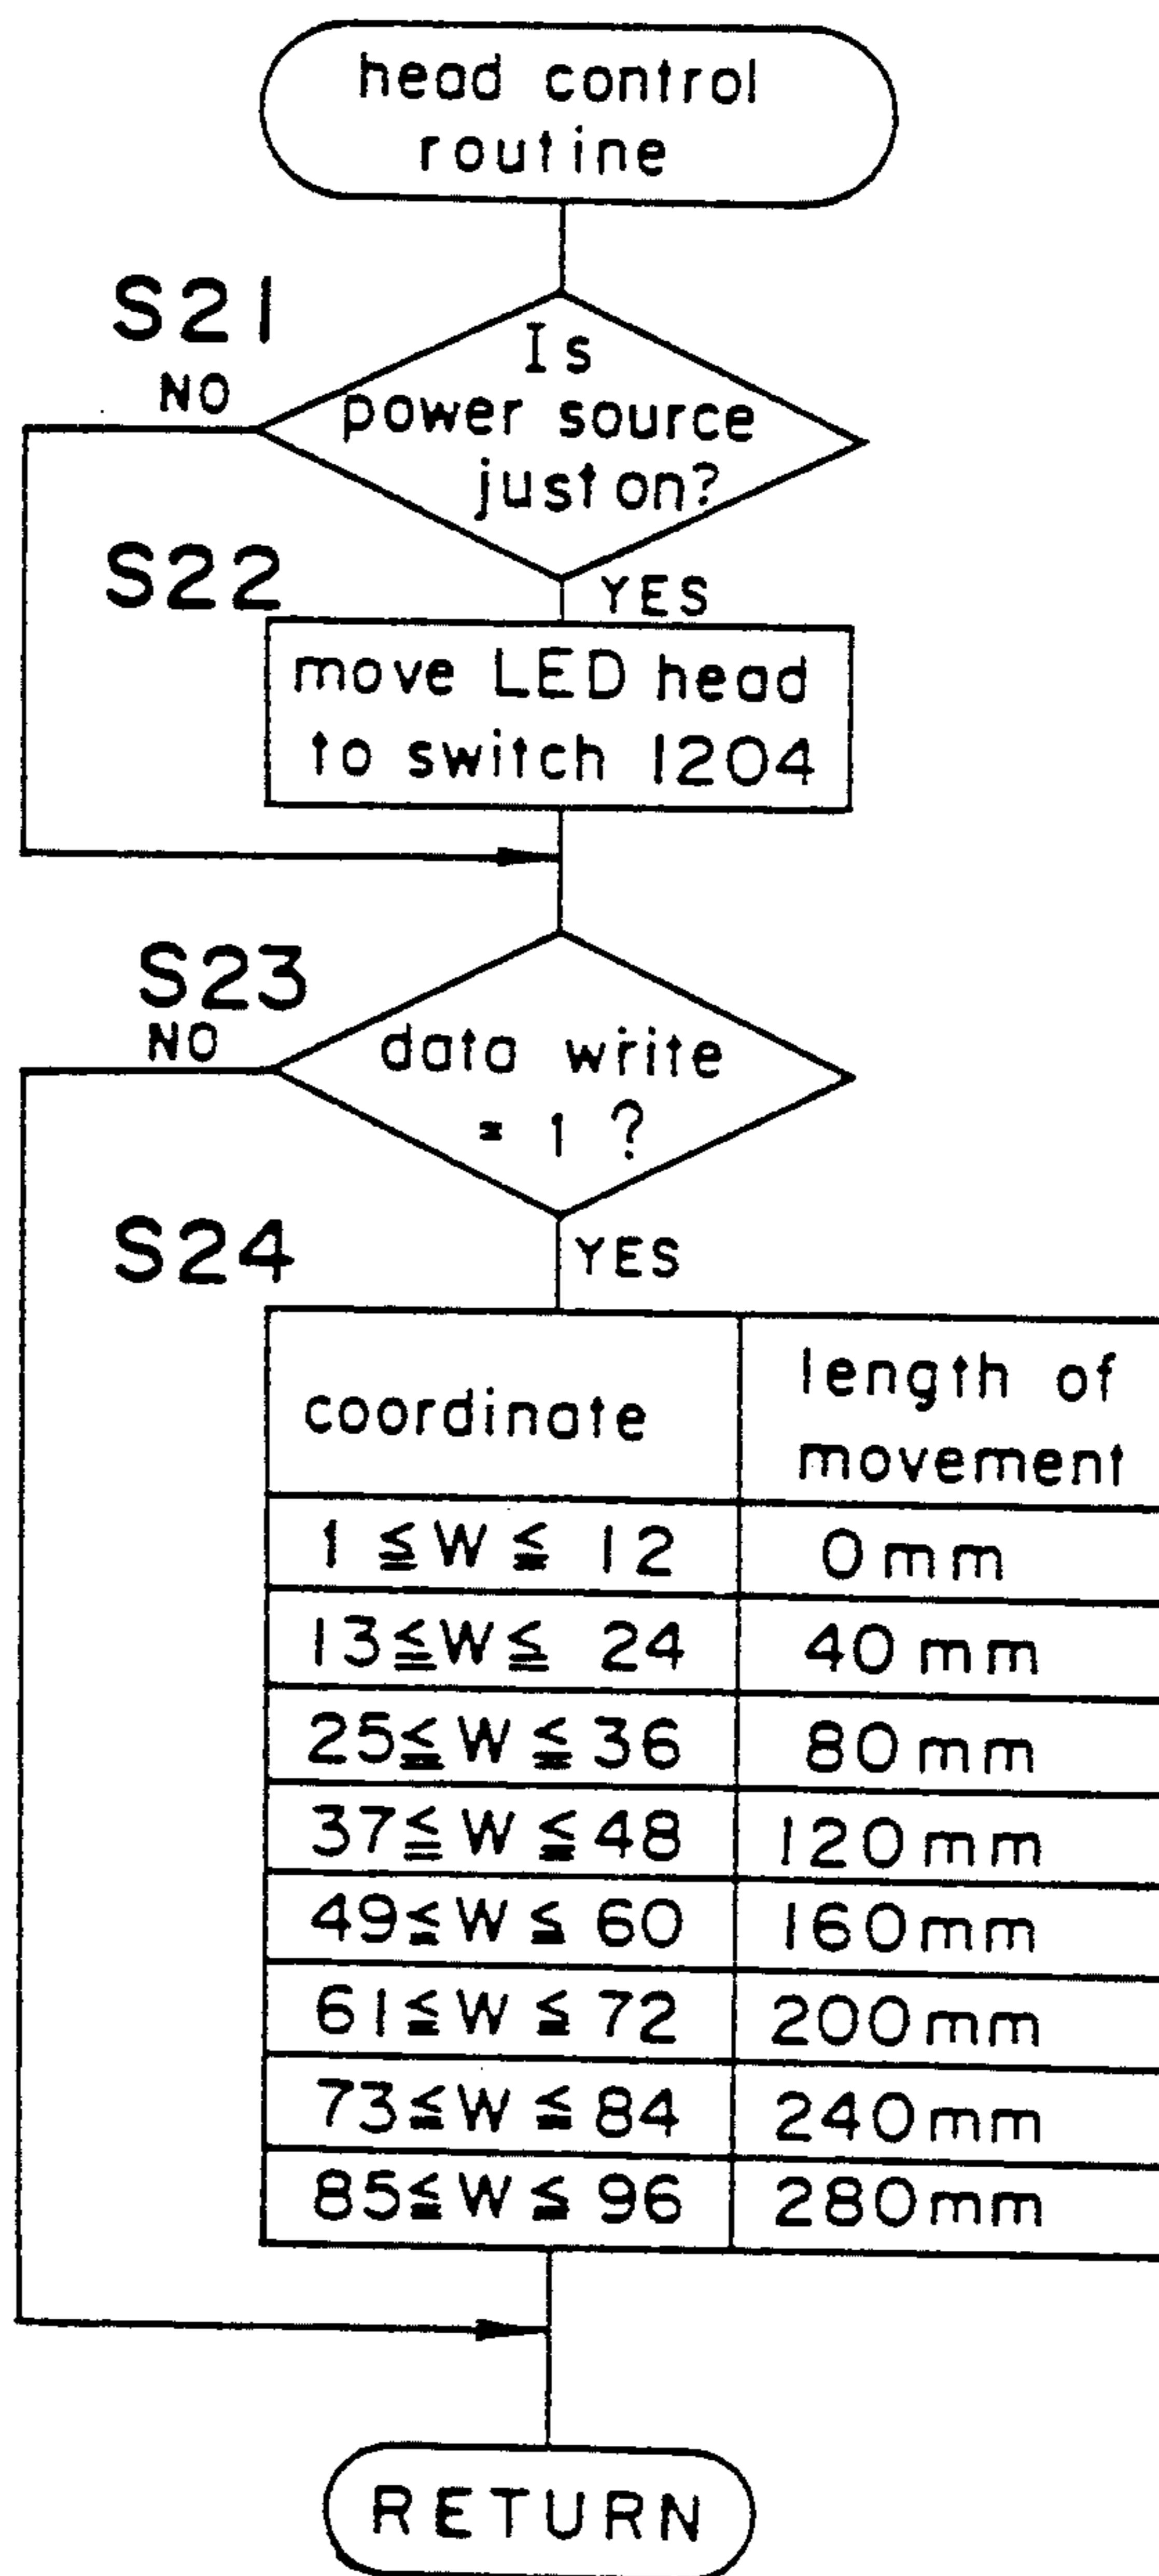 head control
routine
S21
NO
Is
power source
just on?
S22
YES
move LED head
to switch 1204
S23
NO
data write
= 1 ?
S24
YES
coordinate
length of
movement
1 ≦ W ≦ 12
0 mm
13 ≦ W ≦ 24
40 mm
25 ≦ W ≦ 36
80 mm
37 ≦ W ≦ 48
120 mm
49 ≦ W ≦ 60
160 mm
61 ≦ W ≦ 72
200 mm
73 ≦ W ≦ 84
240 mm
85 ≦ W ≦ 96
280 mm
RETURN